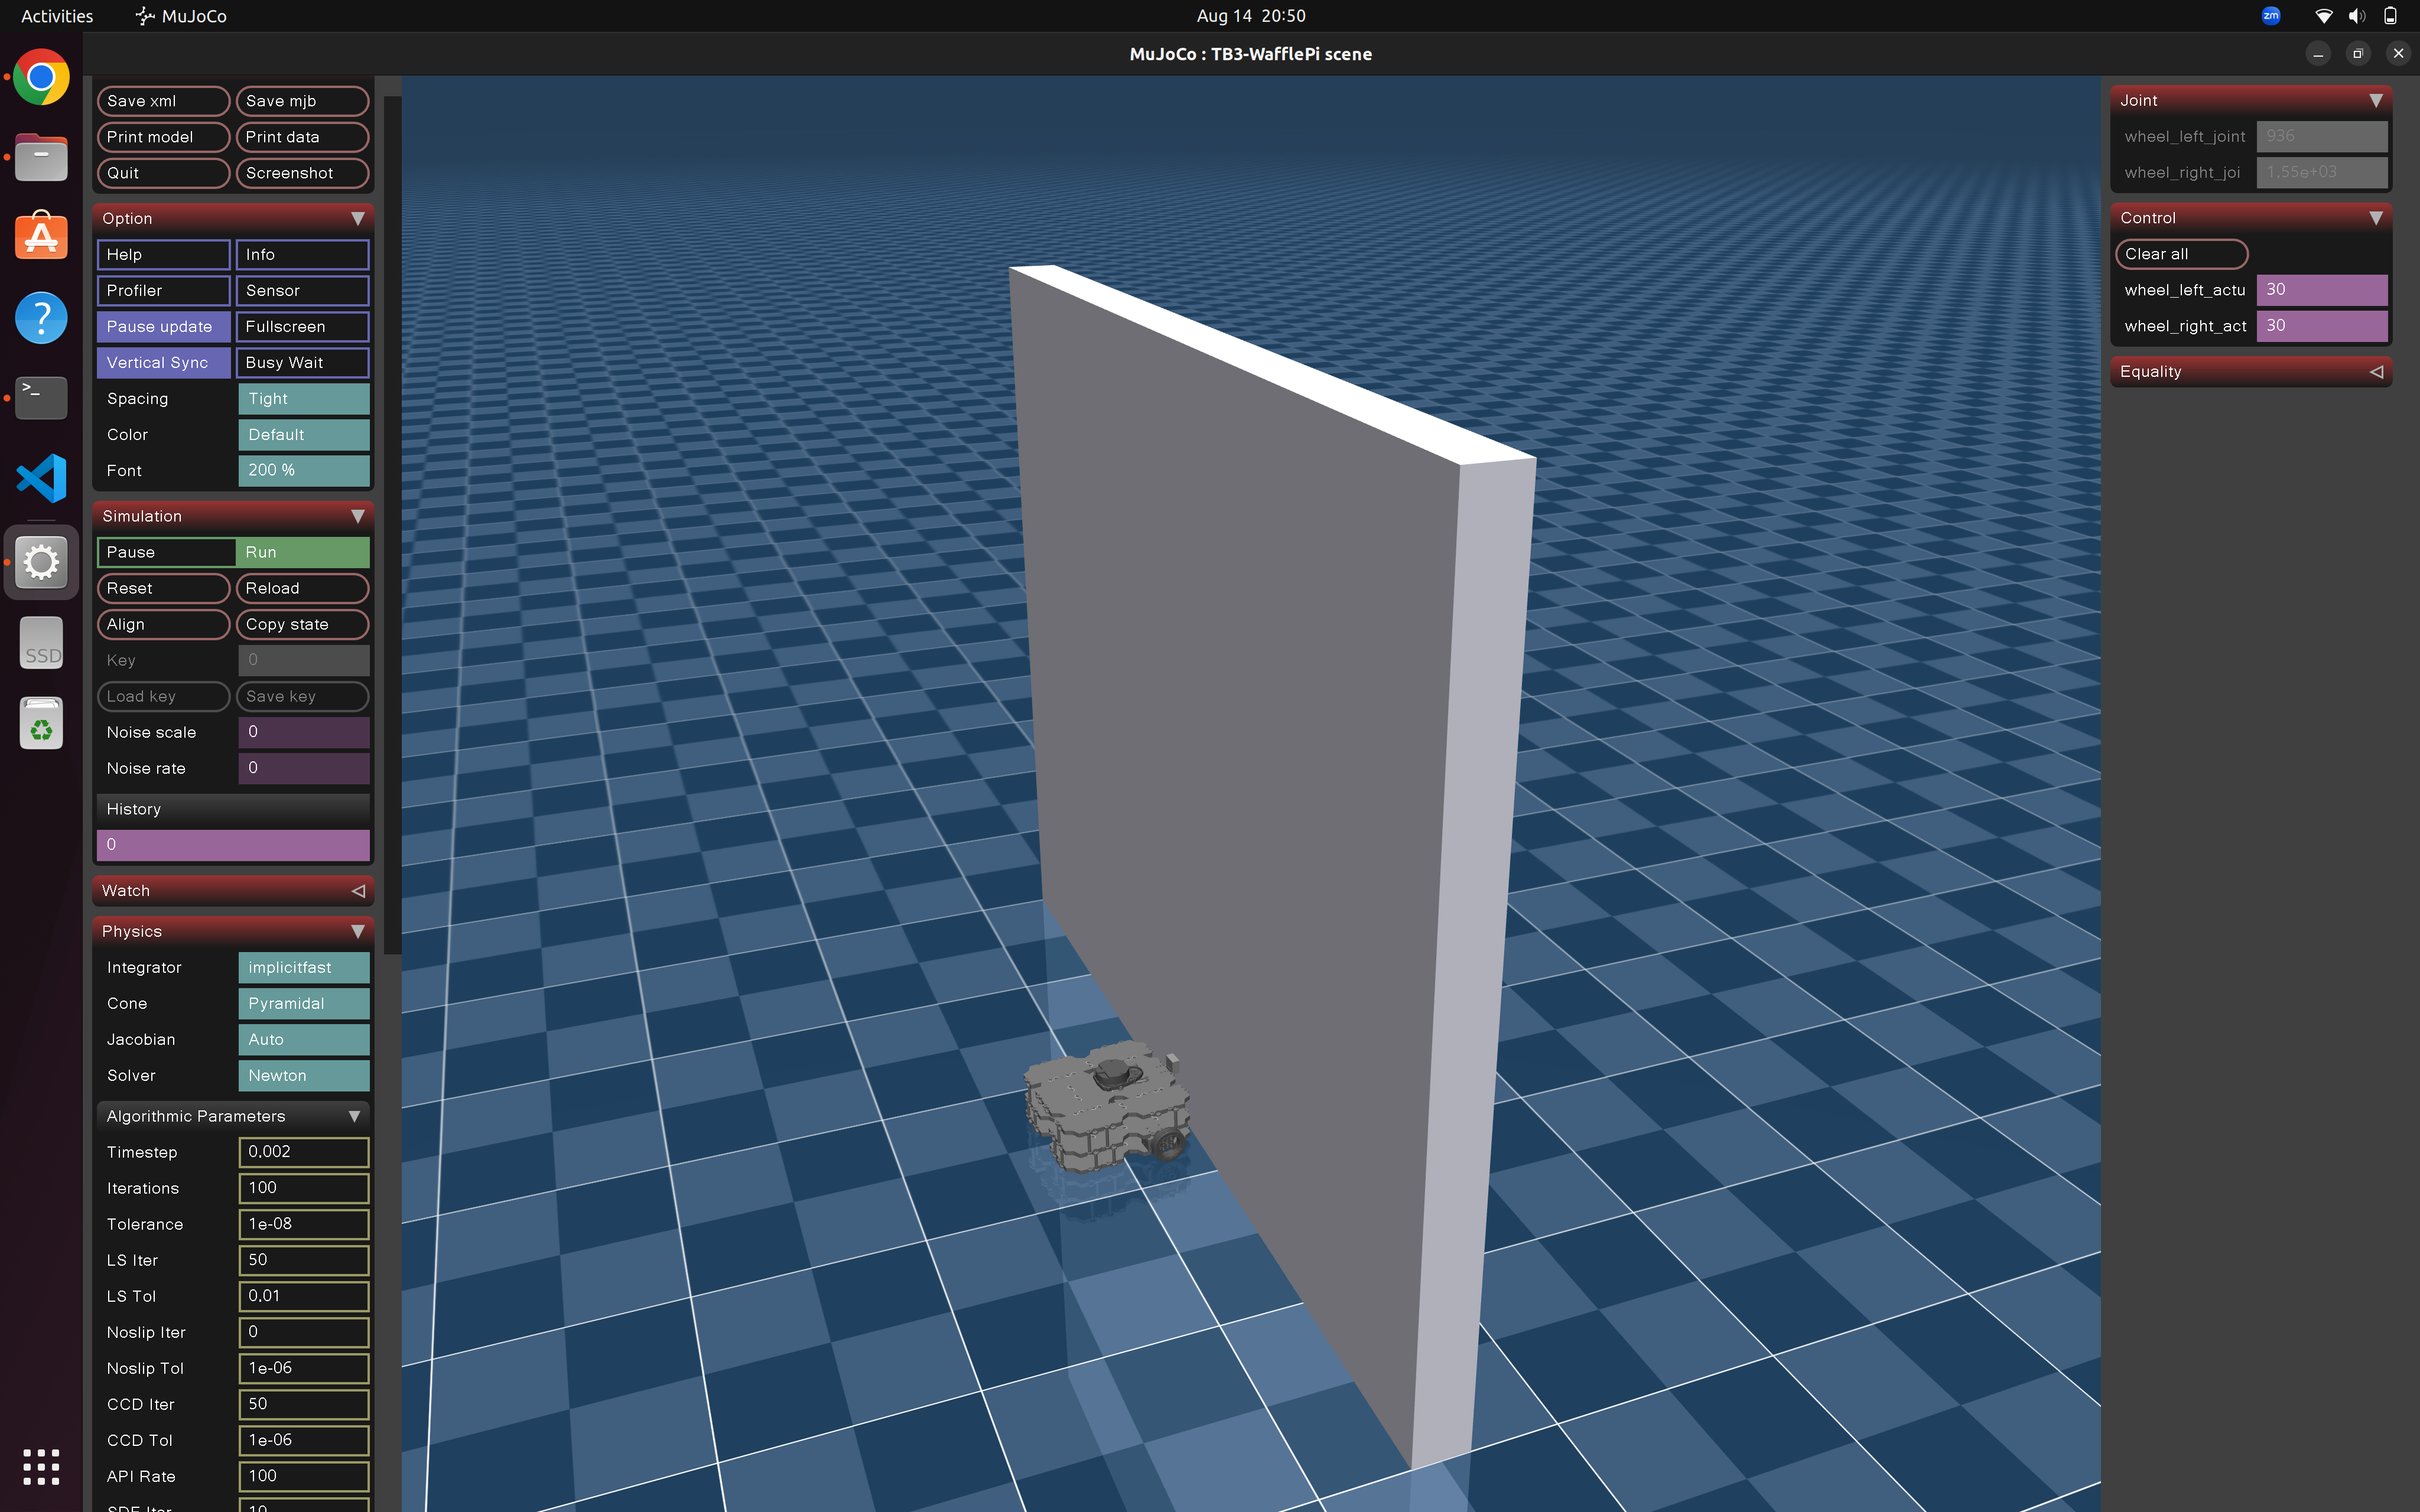 Activities MuJoCo Aug 14 20:50 zm
MuJoCo : TB3-WafflePi scene
Save xml Save mjb
Print model Print data
Quit Screenshot
Option
Help Info
Profiler Sensor
Pause update Fullscreen
Vertical Sync Busy Wait
Spacing Tight
Color Default
Font 200 %
Simulation
Pause Run
Reset Reload
Align Copy state
Key 0
Load key Save key
Noise scale 0
Noise rate 0
History
0
Watch
Physics
Integrator implicitfast
Cone Pyramidal
Jacobian Auto
Solver Newton
Algorithmic Parameters
Timestep 0.002
Iterations 100
Tolerance 1e-08
LS Iter 50
LS Tol 0.01
Noslip Iter 0
Noslip Tol 1e-06
CCD Iter 50
CCD Tol 1e-06
API Rate 100
SDF Iter 10
SSD
Joint
wheel_left_joint 936
wheel_right_joi 1.55e+03
Control
Clear all
wheel_left_actu 30
wheel_right_act 30
Equality